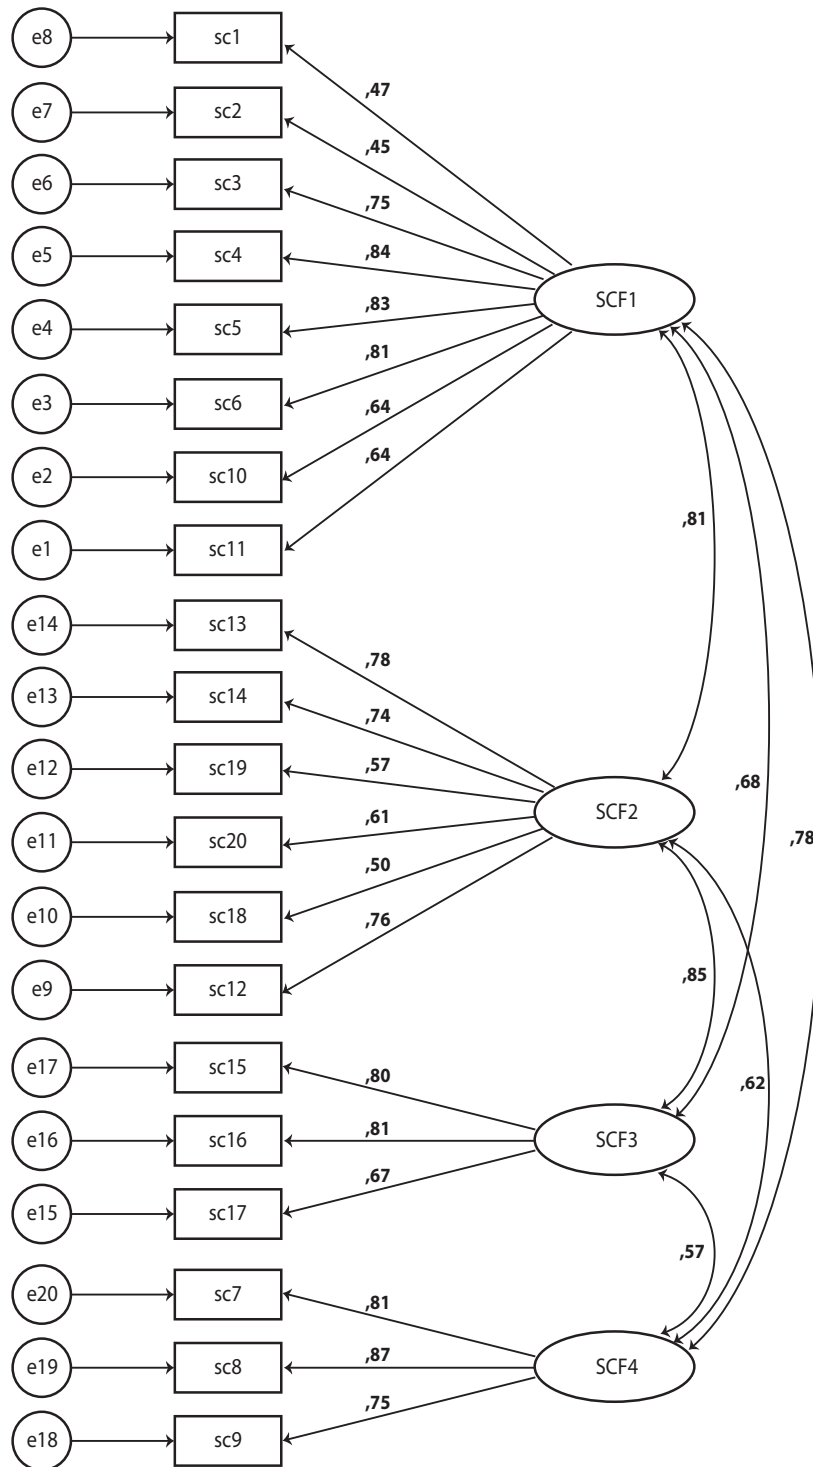 e8 sc1
,47
e7 sc2
,45
e6 sc3
,75
e5 sc4
,84
SCF1
e4 sc5
,83
,81
e3 sc6
,64
e2 sc10
,64
,81
e1 sc11
e14 sc13
,78
e13 sc14
,74
e12 sc19
,57
,68
SCF2
,61
e11 sc20
,78
,50
e10 sc18
,76
,85
e9 sc12
e17 sc15
,80
,62
,81
e16 sc16
SCF3
,67
e15 sc17
,57
e20 sc7
,81
,87
e19 sc8
SCF4
,75
e18 sc9